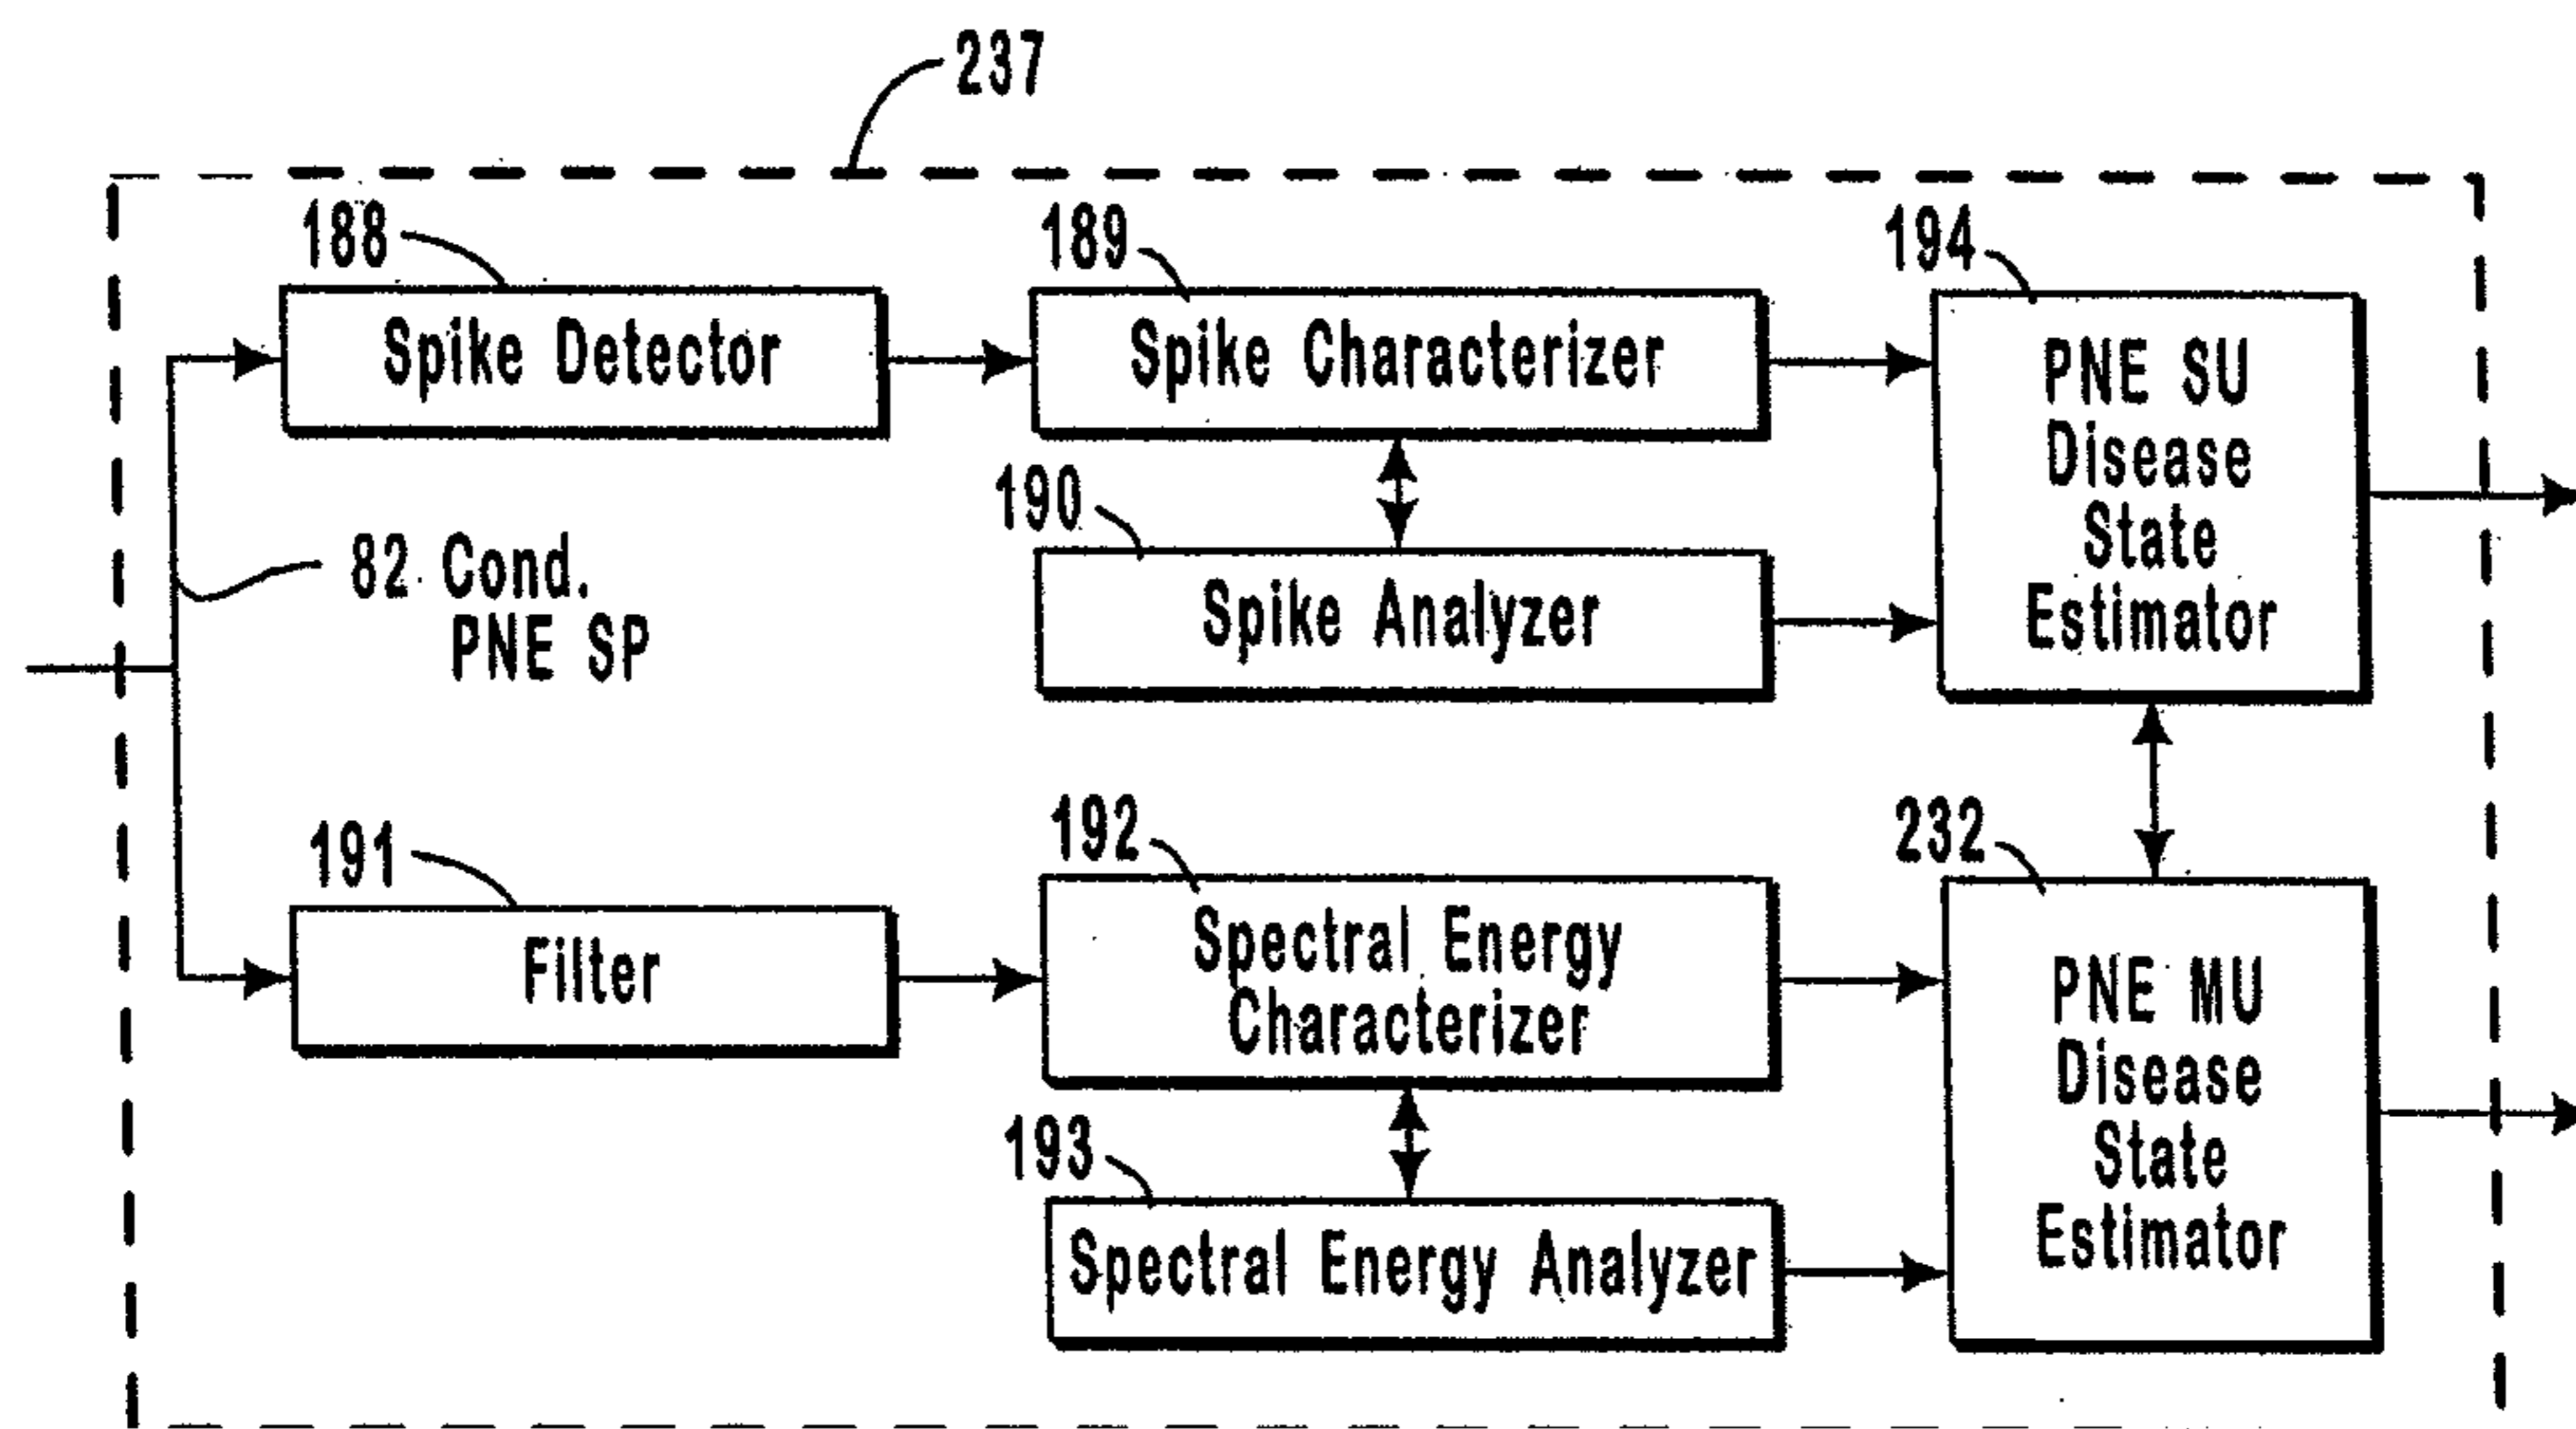 237
188
189
194
Spike Detector
Spike Characterizer
PNE SU
Disease
State
Estimator
190
Spike Analyzer
82 Cond.
PNE SP
191
192
232
Filter
Spectral Energy
Characterizer
PNE MU
Disease
State
Estimator
193
Spectral Energy Analyzer